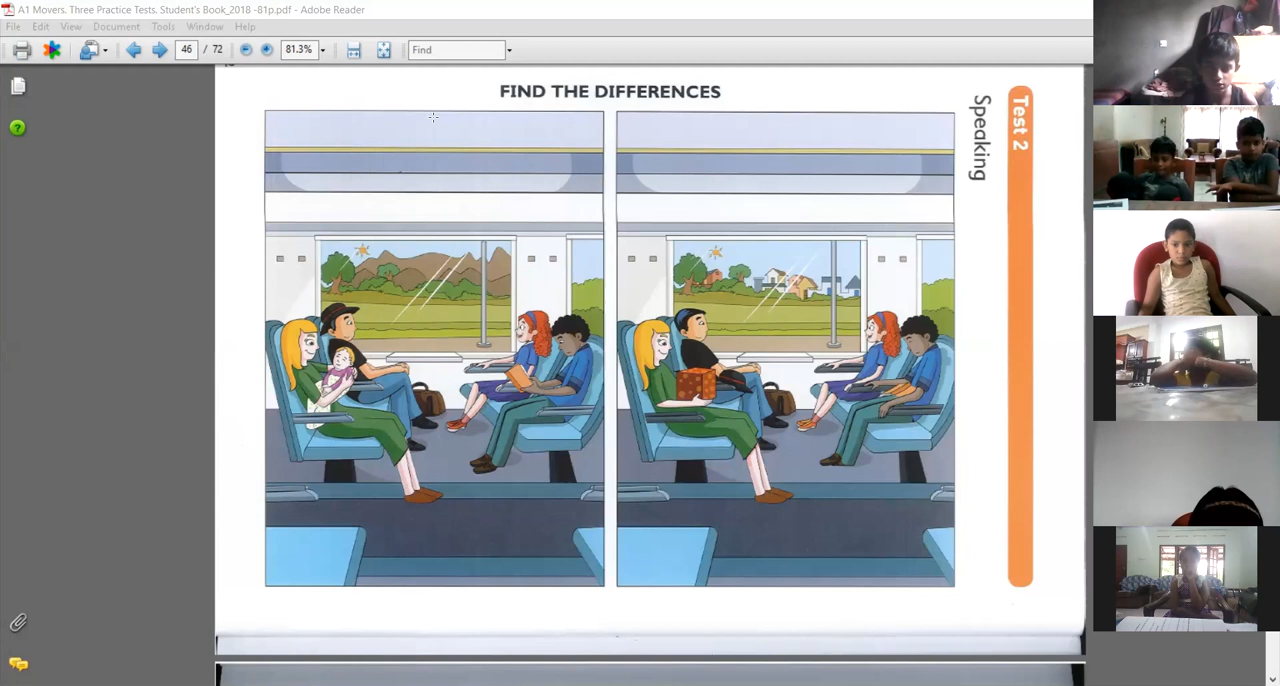 A1 Movers. Three Practice Tests. Student's Book_2018 -81p.pdf - Adobe Reader
File Edit View Document Tools Window Help
46 / 72 81.3% Find
FIND THE DIFFERENCES
Test 2
Speaking